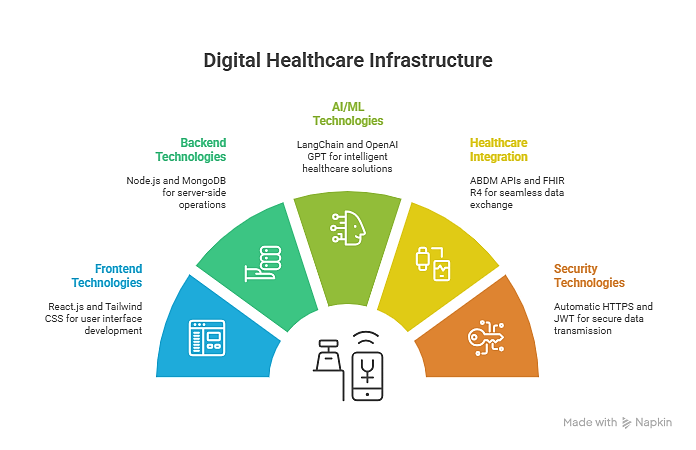 Digital Healthcare Infrastructure
AI/ML
Technologies
LangChain and OpenAI
GPT for intelligent
healthcare solutions
Backend
Technologies
Node.js and MongoDB
for server-side
operations
Healthcare
Integration
ABDM APIs and FHIR
R4 for seamless data
exchange
Frontend
Technologies
React.js and Tailwind
CSS for user interface
development
Security
Technologies
Automatic HTTPS and
JWT for secure data
transmission
Made with Napkin